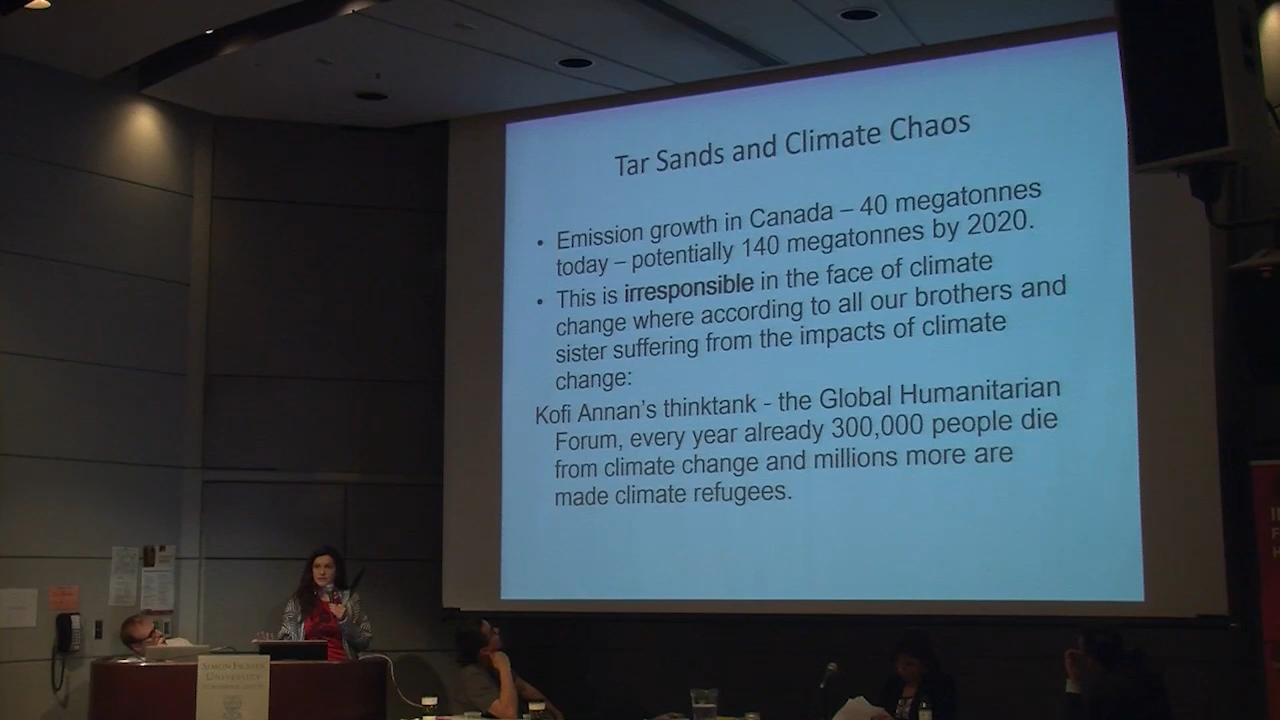 Tar Sands and Climate Chaos
• Emission growth in Canada – 40 megatonnes
today – potentially 140 megatonnes by 2020.
• This is irresponsible in the face of climate
change where according to all our brothers and
sister suffering from the impacts of climate
change:
Kofi Annan's thinktank - the Global Humanitarian
Forum, every year already 300,000 people die
from climate change and millions more are
made climate refugees.
SIMON FRASER
UNIVERSITY